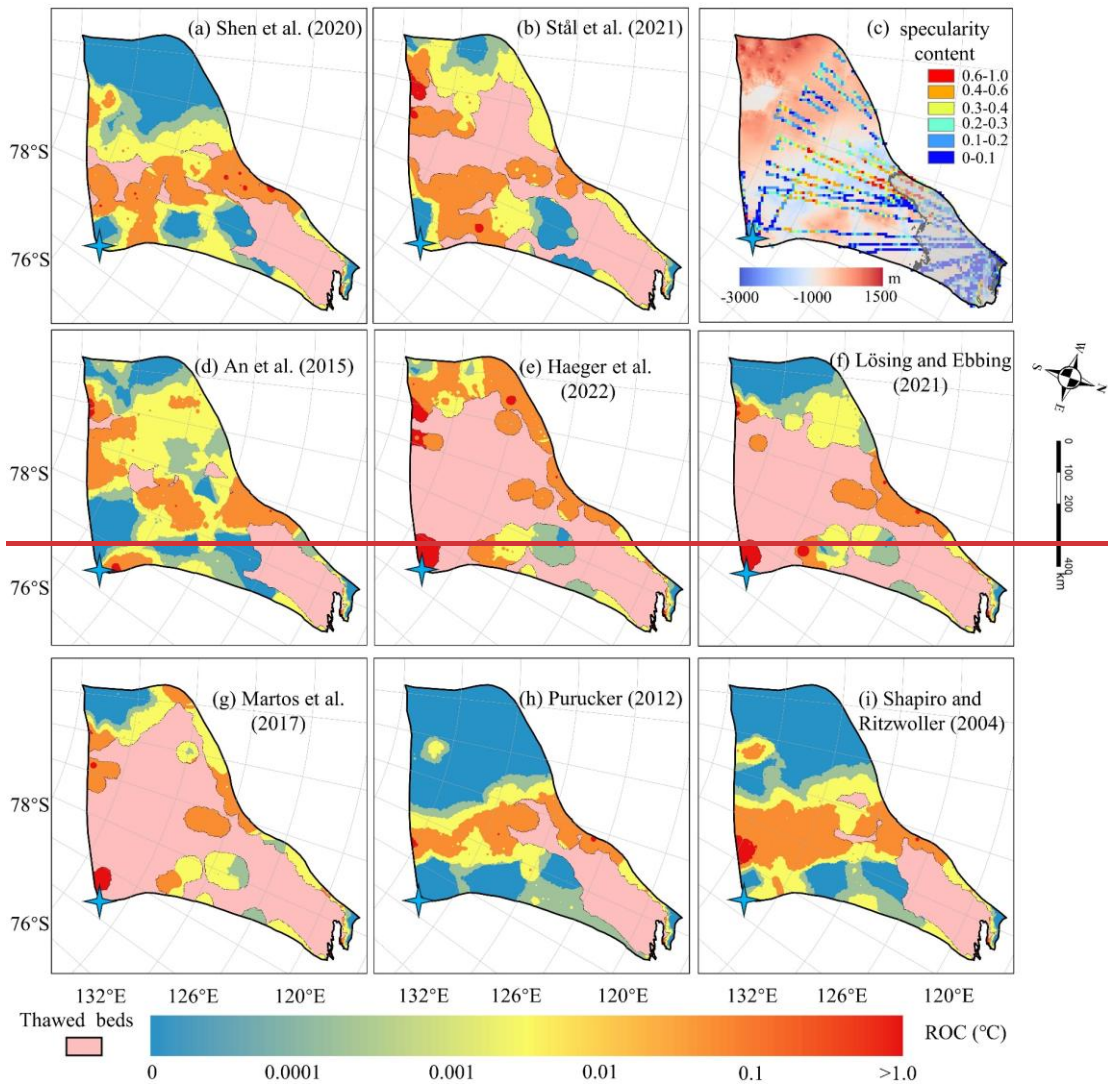 (a) Shen et al. (2020)
(b) Stål et al. (2021)
(c) specularity
content
0.6-1.0
0.4-0.6
0.3-0.4
0.2-0.3
0.1-0.2
0-0.1
m
-3000
-1000
1500
78°S
76°S
(d) An et al. (2015)
(e) Haeger et al.
(2022)
(f) Lösing and Ebbing
(2021)
78°S
76°S
W
S
N
E
0
100
200
400
km
(g) Martos et al.
(2017)
(h) Purucker (2012)
(i) Shapiro and
Ritzwoller (2004)
78°S
76°S
132°E
126°E
120°E
132°E
126°E
120°E
132°E
126°E
120°E
Thawed beds
ROC (°C)
0
0.0001
0.001
0.01
0.1
>1.0